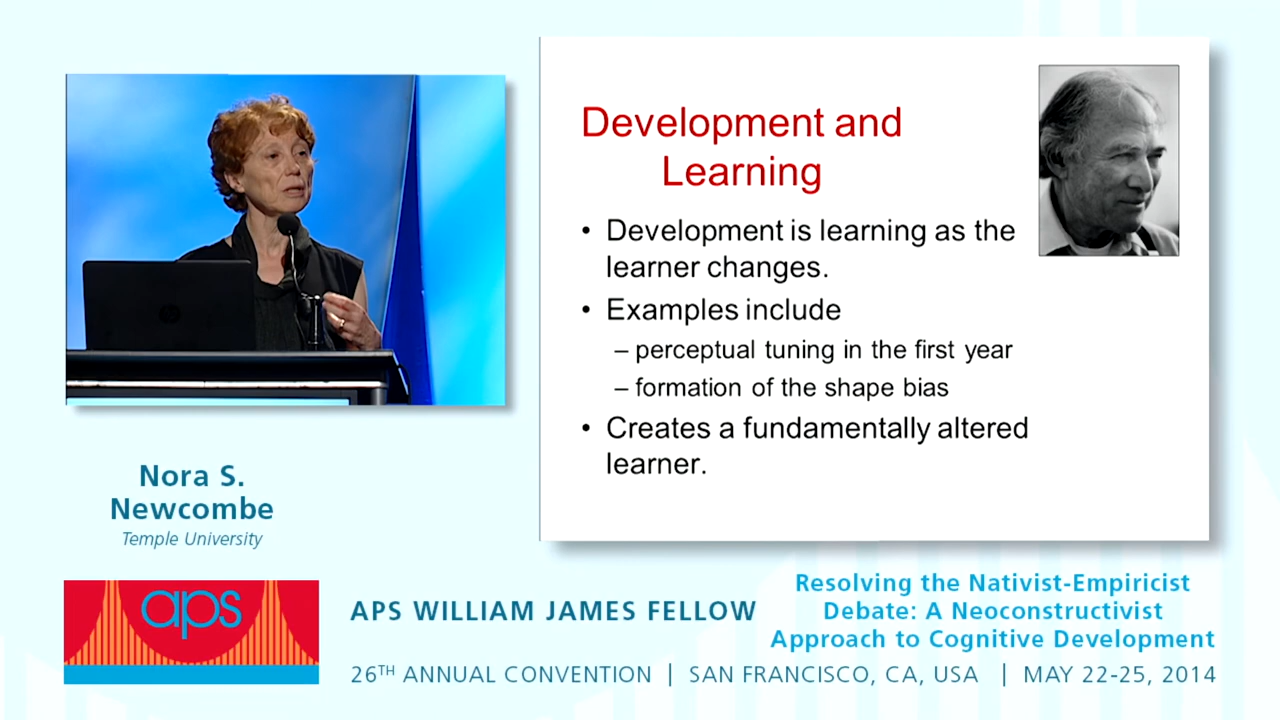 Development and
Learning
• Development is learning as the
learner changes.
• Examples include
– perceptual tuning in the first year
– formation of the shape bias
• Creates a fundamentally altered
learner.
Nora S.
Newcombe
Temple University
aps
APS WILLIAM JAMES FELLOW
Resolving the Nativist-Empiricist
Debate: A Neoconstructivist
Approach to Cognitive Development
26TH ANNUAL CONVENTION | SAN FRANCISCO, CA, USA | MAY 22-25, 2014